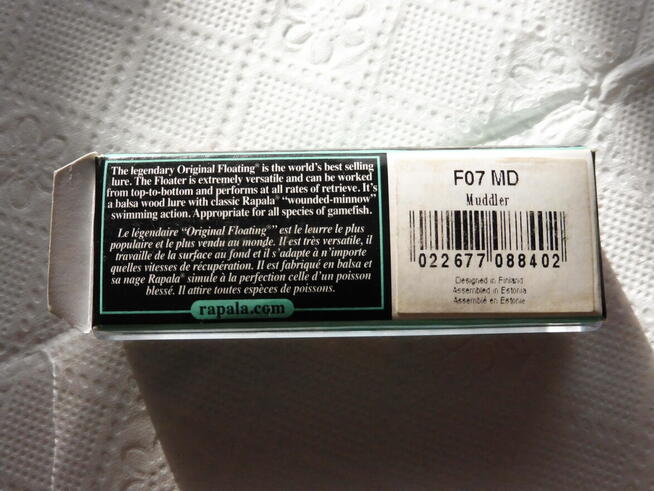 The legendary Original Floating® is the world's best selling
lure. The Floater is extremely versatile and can be worked
from top-to-bottom and performs at all rates of retrieve. It's
a balsa wood lure with classic Rapala® “wounded-minnow”
swimming action. Appropriate for all species of gamefish.
Le légendaire “Original Floating®” est le leurre le plus
populaire et le plus vendu au monde. Il est très versatile, il
travaille de la surface au fond et il s'adapte à n'importe
quelles vitesses de récupération. Il est fabriqué en balsa et
sa nage Rapala® simule à la perfection celle d'un poisson
blessé. Il attire toutes espèces de poissons.
rapala.com
F07 MD
Muddler
022677 088402
Designed in Finland
Assembled in Estonia
Assemblé en Estonie